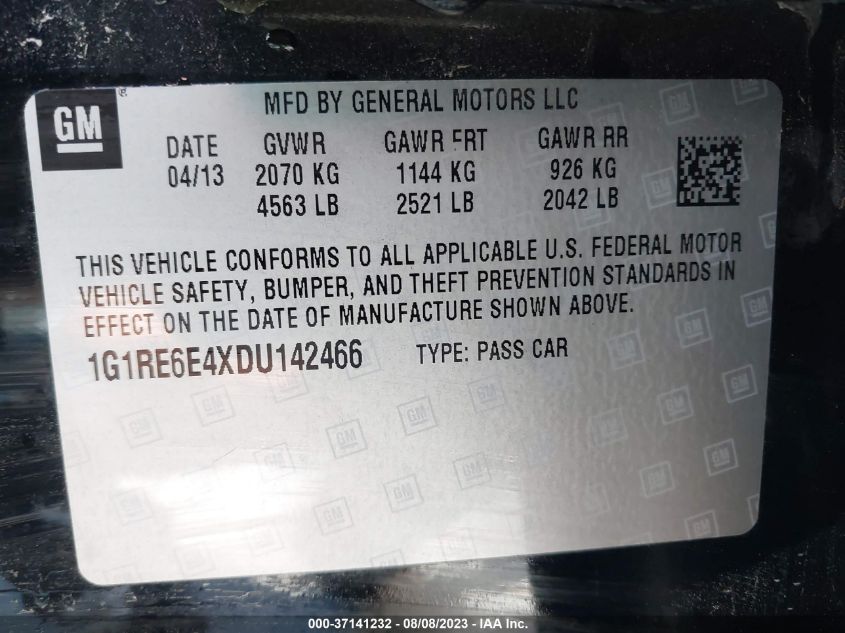 GM
MFD BY GENERAL MOTORS LLC
DATE GVWR GAWR FRT GAWR RR
04/13 2070 KG 1144 KG 926 KG
4563 LB 2521 LB 2042 LB
THIS VEHICLE CONFORMS TO ALL APPLICABLE U.S. FEDERAL MOTOR
VEHICLE SAFETY, BUMPER, AND THEFT PREVENTION STANDARDS IN
EFFECT ON THE DATE OF MANUFACTURE SHOWN ABOVE.
1G1RE6E4XDU142466 TYPE: PASS CAR
000-37141232 - 08/08/2023 - IAA Inc.